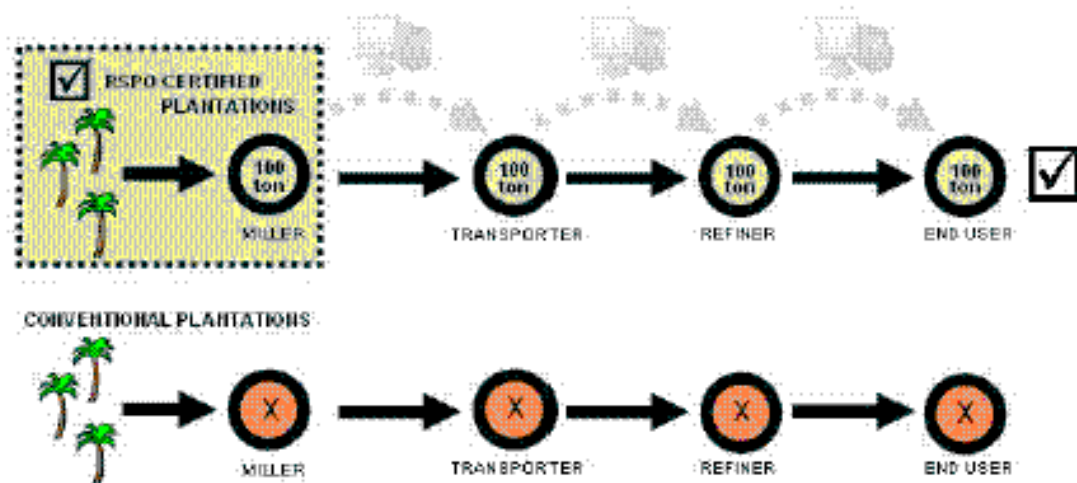 RSPO CERTIFIED
PLANTATIONS
100
ton
100
ton
100
ton
100
ton
MILLER
TRANSPORTER
REFINER
END USER
CONVENTIONAL PLANTATIONS
X
X
X
X
MILLER
TRANSPORTER
REFINER
END USER